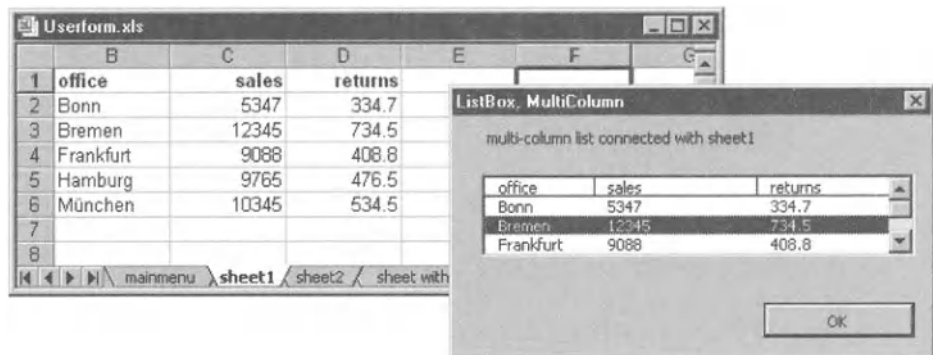 Userform.xls
B C D E F G
1 office sales returns
2 Bonn 5347 334.7
3 Bremen 12345 734.5
4 Frankfurt 9088 408.8
5 Hamburg 9765 476.5
6 München 10345 534.5
7
8
mainmenu sheet1 sheet2 sheet with
ListBox, MultiColumn
multi-column list connected with sheet1
office sales returns
Bonn 5347 334.7
Bremen 12345 734.5
Frankfurt 9088 408.8
OK